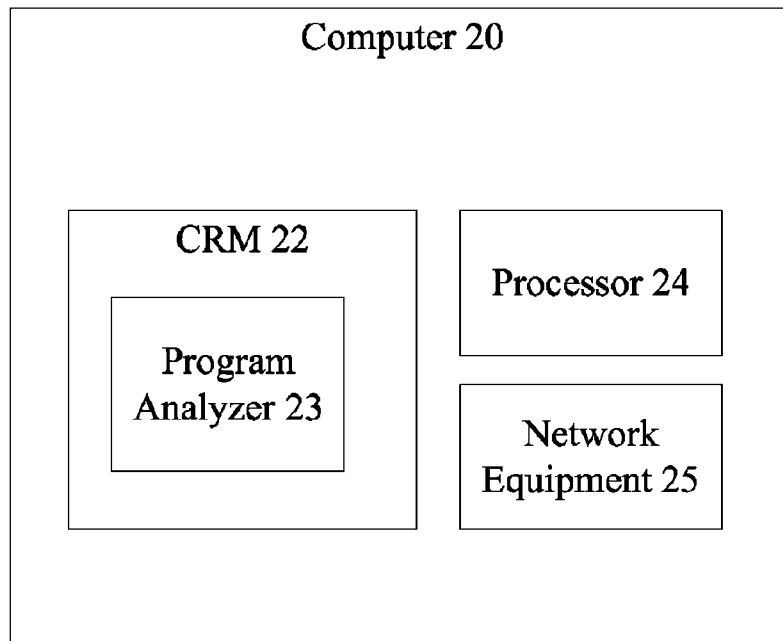 Computer 20
CRM 22
Program
Analyzer 23
Processor 24
Network
Equipment 25